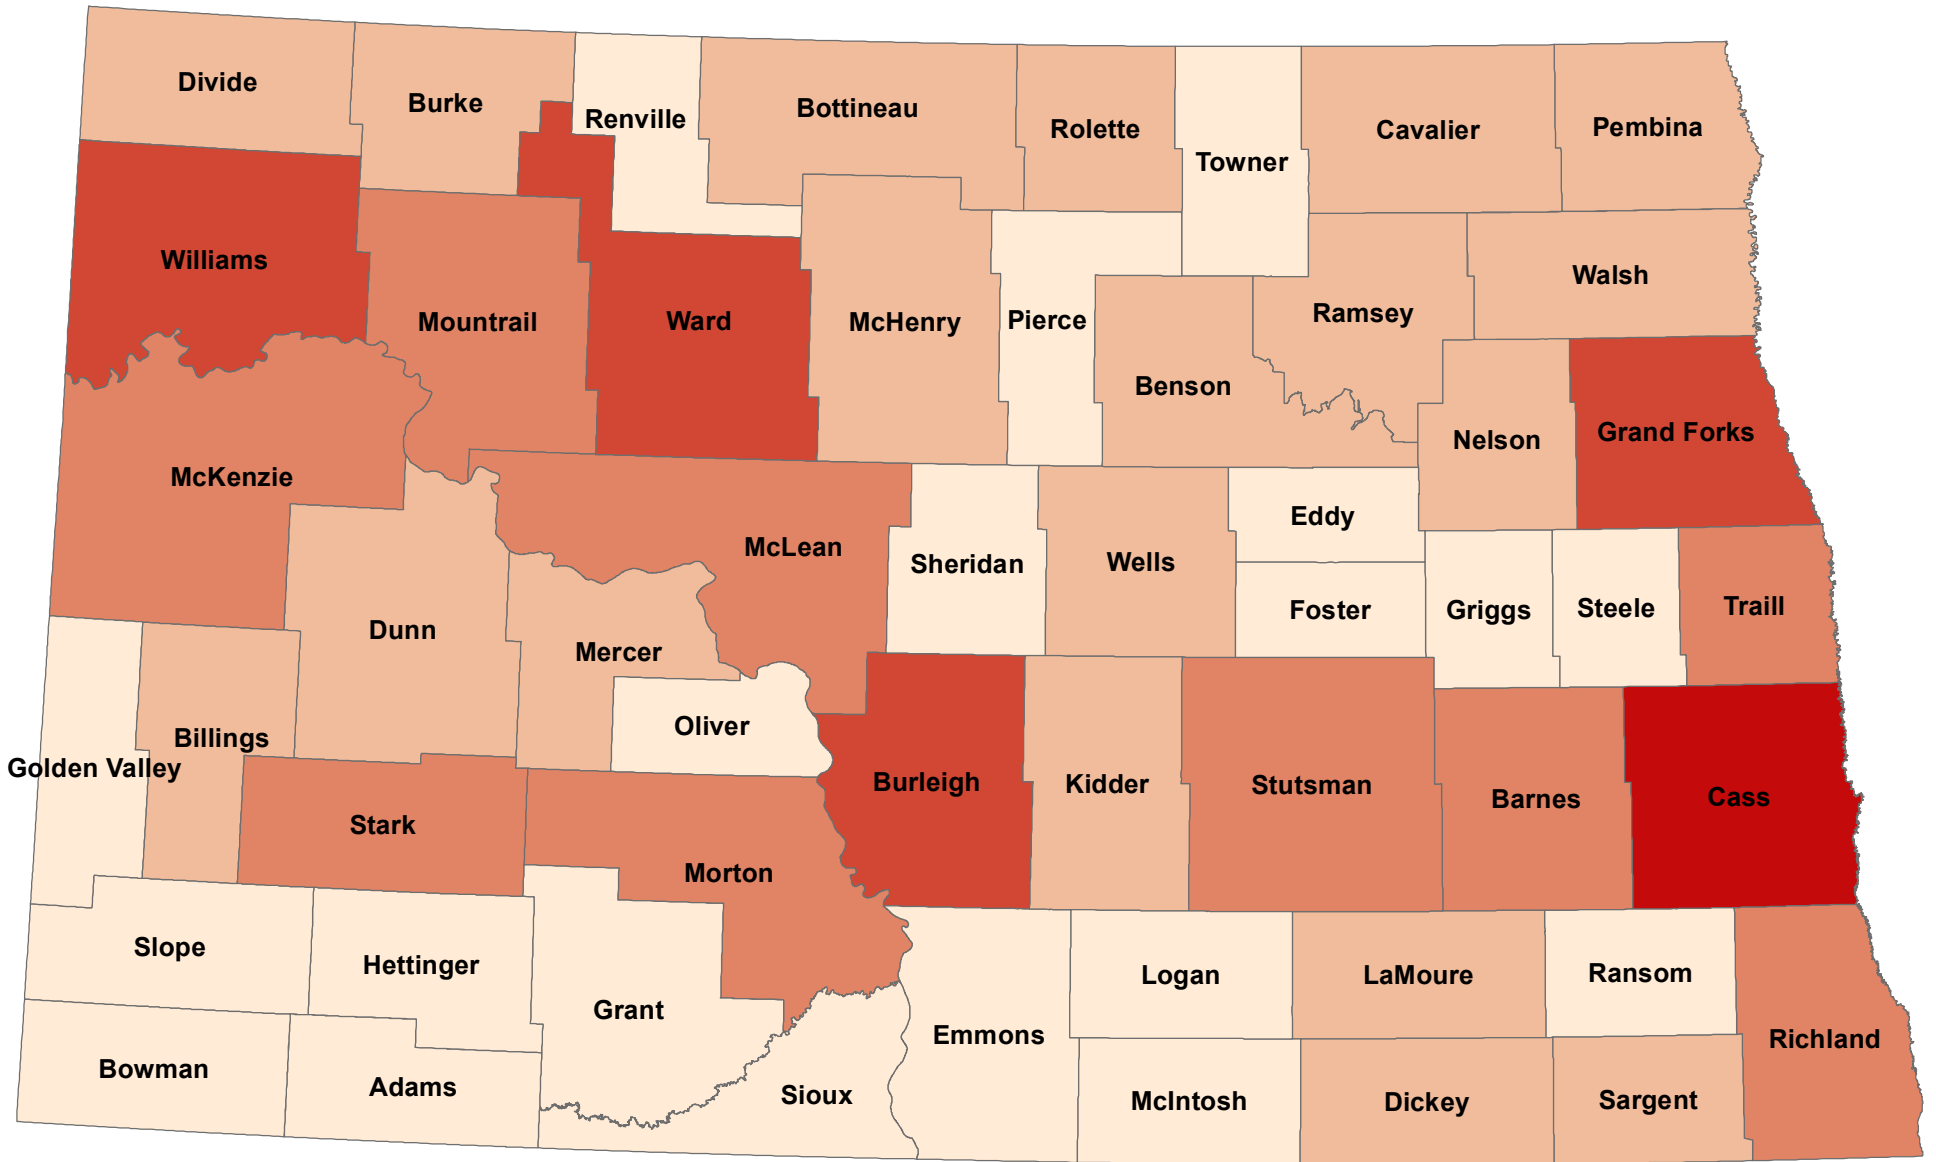 Divide
Burke
Renville
Bottineau
Rolette
Towner
Cavalier
Pembina
Williams
Mountrail
Ward
McHenry
Pierce
Benson
Ramsey
Walsh
Nelson
Grand Forks
McKenzie
Dunn
McLean
Mercer
Sheridan
Wells
Eddy
Foster
Griggs
Steele
Traill
Golden Valley
Billings
Stark
Oliver
Morton
Burleigh
Kidder
Stutsman
Barnes
Cass
Slope
Hettinger
Grant
Emmons
Logan
LaMoure
Ransom
Richland
Bowman
Adams
Sioux
McIntosh
Dickey
Sargent